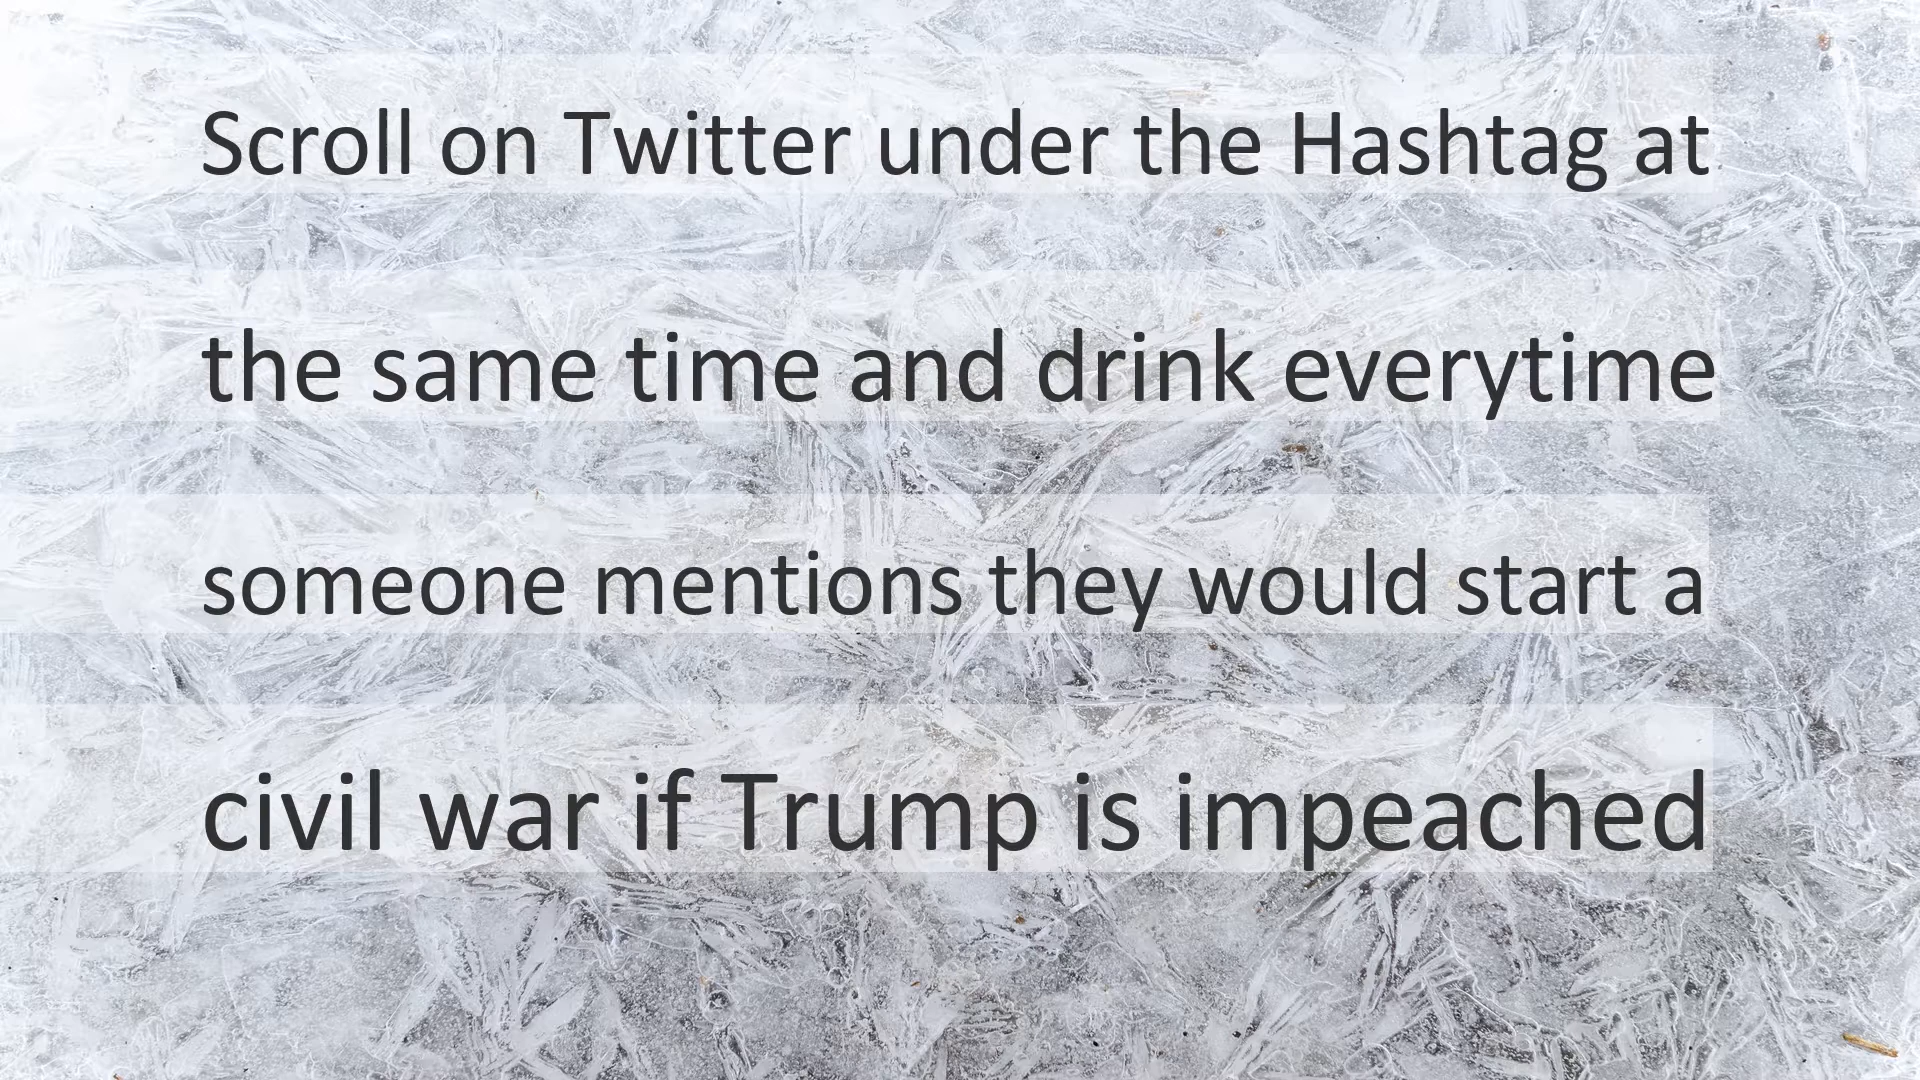 Scroll on Twitter under the Hashtag at
the same time and drink everytime
someone mentions they would start a
civil war if Trump is impeached